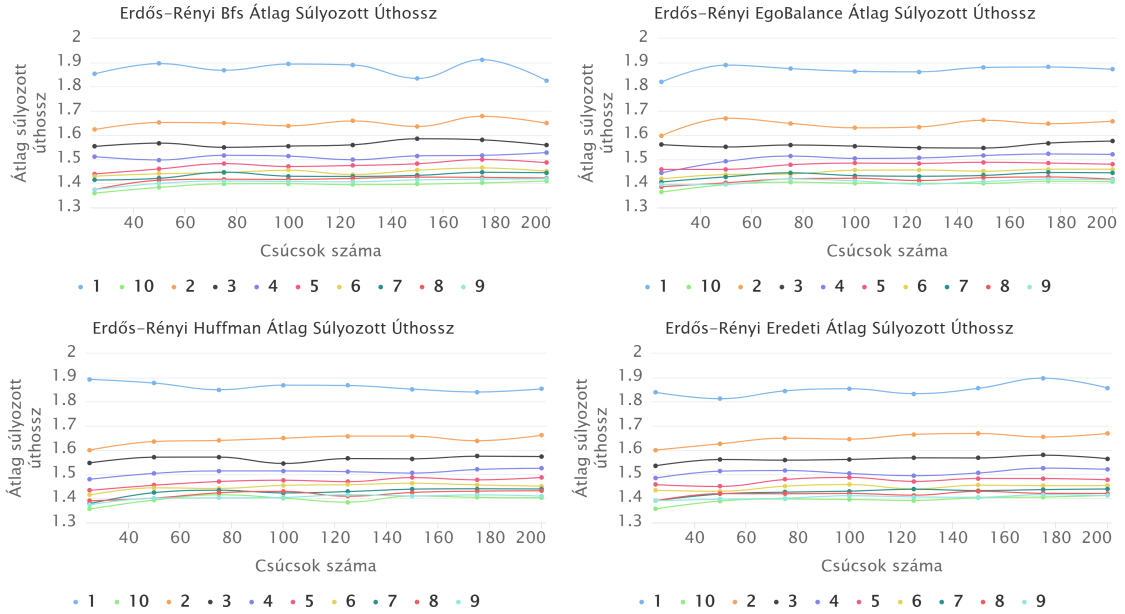 Erdős-Rényi Bfs Átlag Súlyozott Úthossz
2
1.9
1.8
1.7
1.6
1.5
1.4
1.3
Átlag súlyozott
úthossz
40 60 80 100 120 140 160 180 200
Csúcsok száma
1 10 2 3 4 5 6 7 8 9
Erdős-Rényi EgoBalance Átlag Súlyozott Úthossz
2
1.9
1.8
1.7
1.6
1.5
1.4
1.3
Átlag súlyozott
úthossz
40 60 80 100 120 140 160 180 200
Csúcsok száma
1 10 2 3 4 5 6 7 8 9
Erdős-Rényi Huffman Átlag Súlyozott Úthossz
2
1.9
1.8
1.7
1.6
1.5
1.4
1.3
Átlag súlyozott
úthossz
40 60 80 100 120 140 160 180 200
Csúcsok száma
1 10 2 3 4 5 6 7 8 9
Erdős-Rényi Eredeti Átlag Súlyozott Úthossz
2
1.9
1.8
1.7
1.6
1.5
1.4
1.3
Átlag súlyozott
úthossz
40 60 80 100 120 140 160 180 200
Csúcsok száma
1 10 2 3 4 5 6 7 8 9